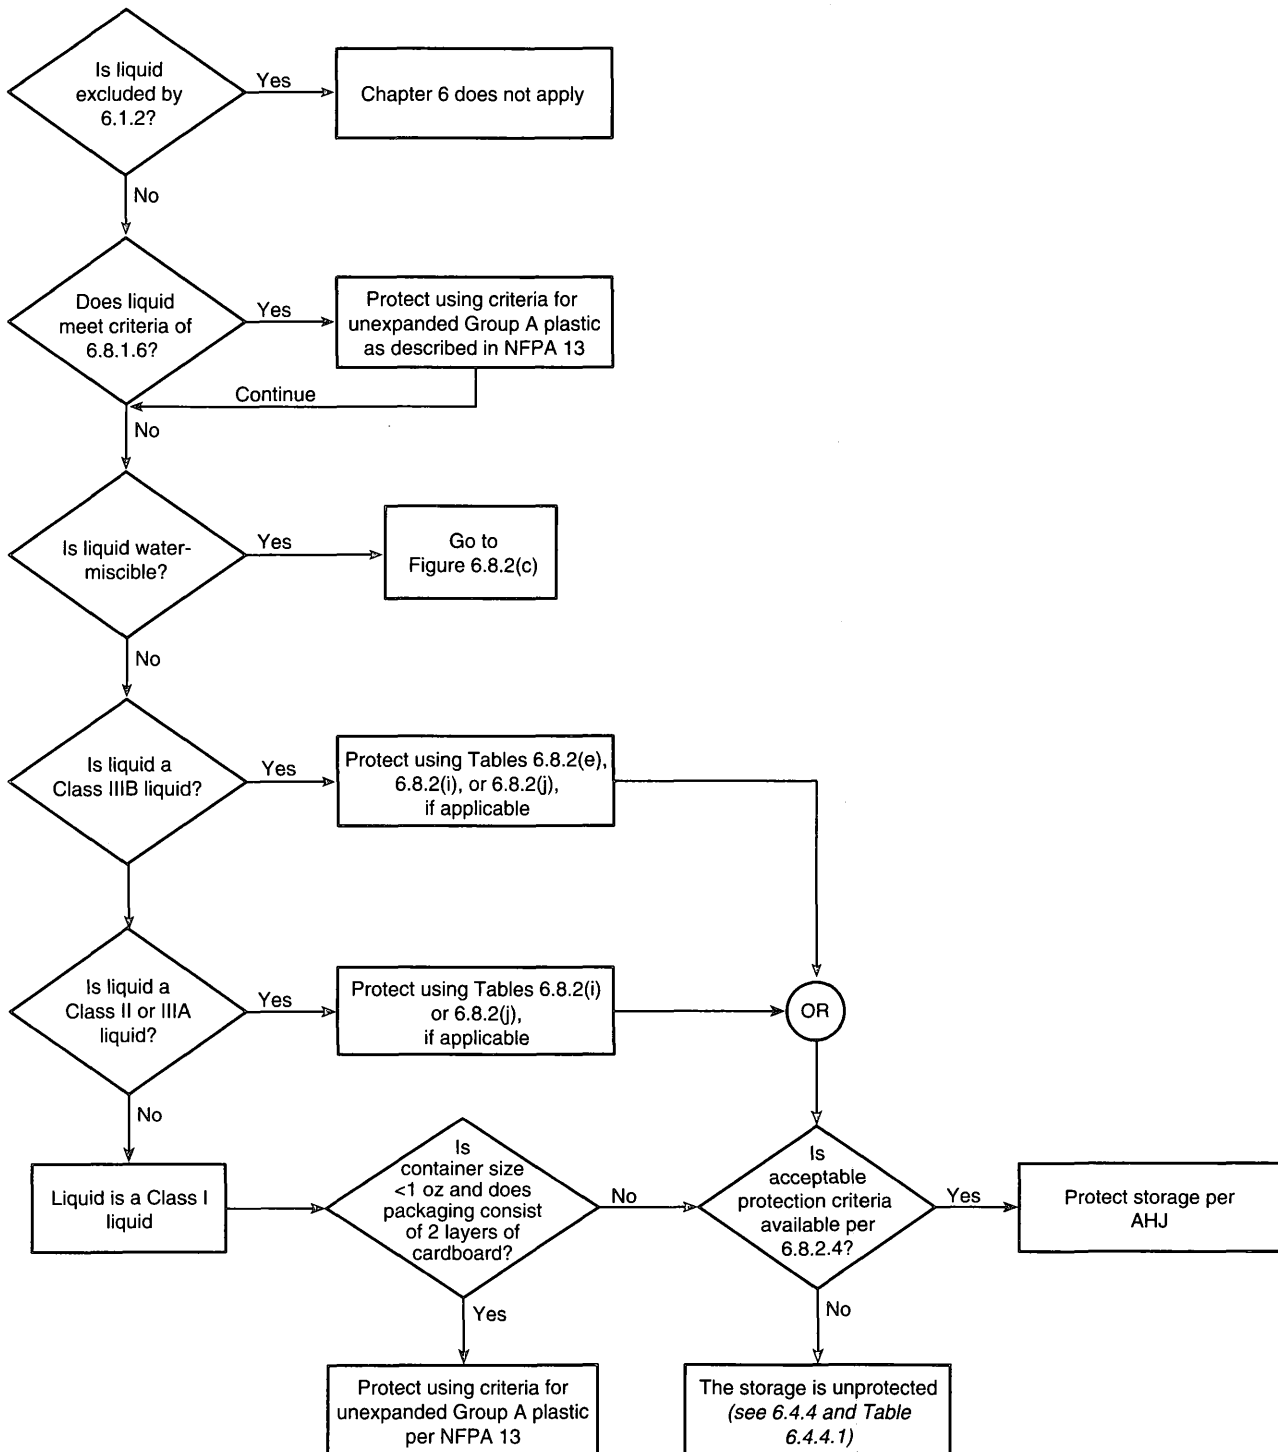 Is liquid
excluded by
6.1.2?
Yes
Chapter 6 does not apply
No
Does liquid
meet criteria of
6.8.1.6?
Yes
Protect using criteria for
unexpanded Group A plastic
as described in NFPA 13
Continue
No
Is liquid water-
miscible?
Yes
Go to
Figure 6.8.2(c)
No
Is liquid a
Class IIIB liquid?
Yes
Protect using Tables 6.8.2(e),
6.8.2(i), or 6.8.2(j),
if applicable
Is liquid a
Class II or IIIA
liquid?
Yes
Protect using Tables 6.8.2(i)
or 6.8.2(j),
if applicable
OR
No
Liquid is a Class I
liquid
Is
container size
<1 oz and does
packaging consist
of 2 layers of
cardboard?
No
Is
acceptable
protection criteria
available per
6.8.2.4?
Yes
Protect storage per
AHJ
Yes
No
Protect using criteria for
unexpanded Group A plastic
per NFPA 13
The storage is unprotected
(see 6.4.4 and Table
6.4.4.1)